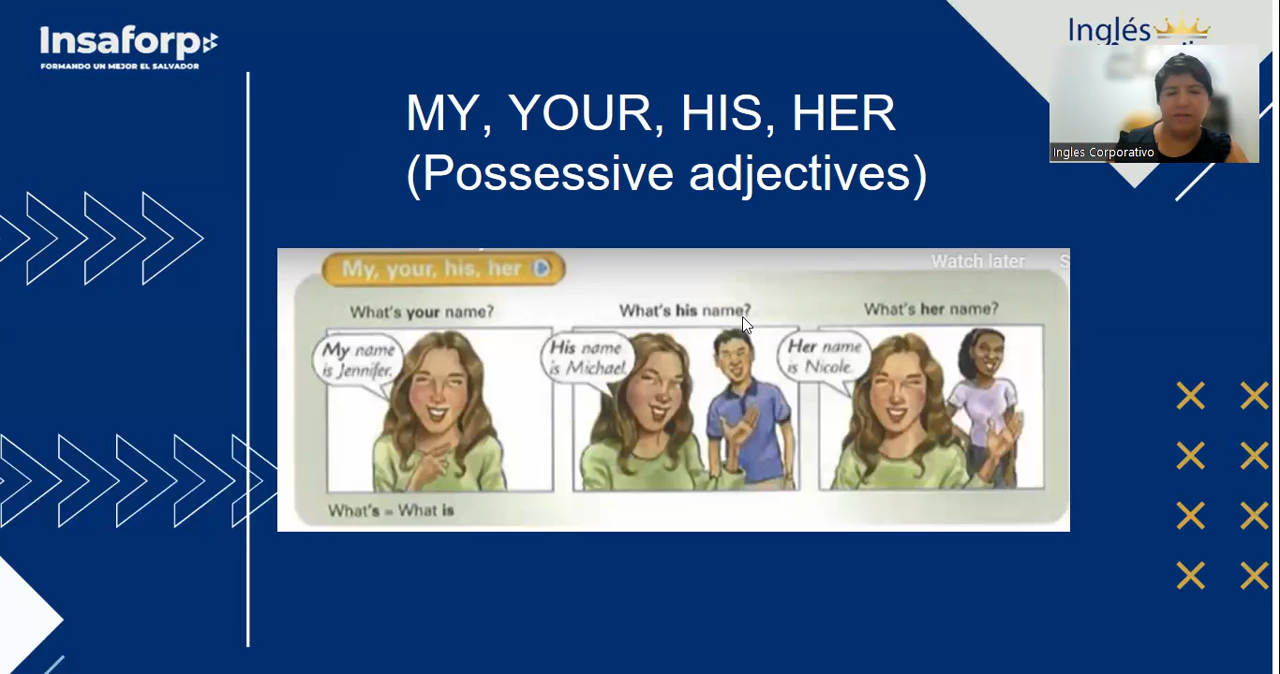 Insaforp
FORMANDO UN MEJOR EL SALVADOR
Inglés
Ingles Corporativo
MY, YOUR, HIS, HER
(Possessive adjectives)
My, your, his, her
Watch later
S
What's your name?
My name
is Jennifer.
What's his name?
His name
is Michael.
What's her name?
Her name
is Nicole.
What's = What is